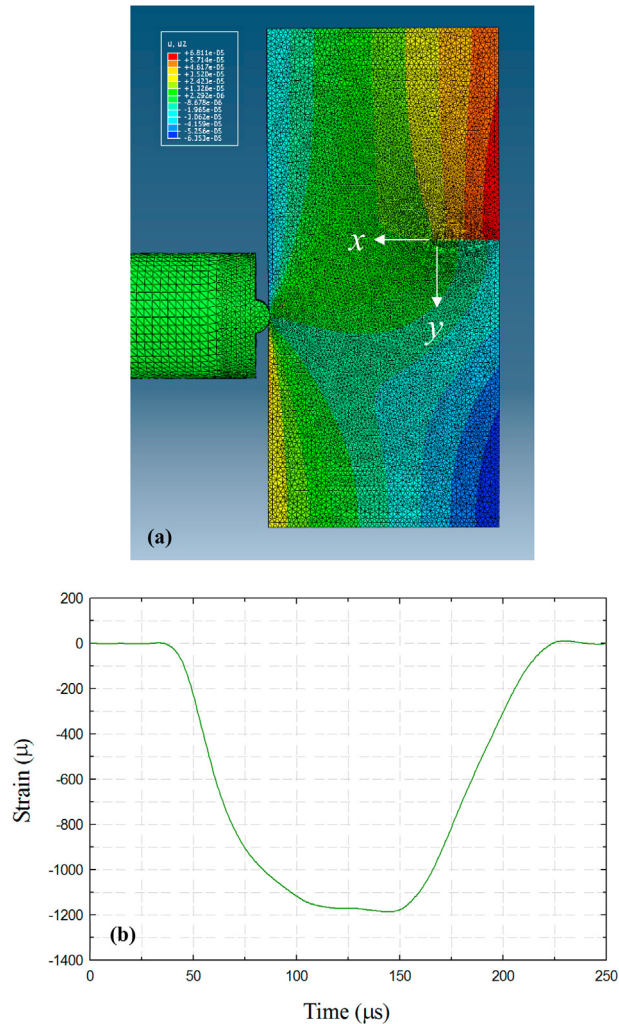 U, U2
+6.811e-05
+5.714e-05
+4.617e-05
+3.520e-05
+2.423e-05
+1.326e-05
+2.292e-06
-8.678e-06
-1.965e-05
-3.062e-05
-4.159e-05
-5.256e-05
-6.353e-05
x
y
(a)
200
0
-200
-400
-600
-800
-1000
-1200
-1400
Strain (μ)
(b)
0 50 100 150 200 250
Time (μs)